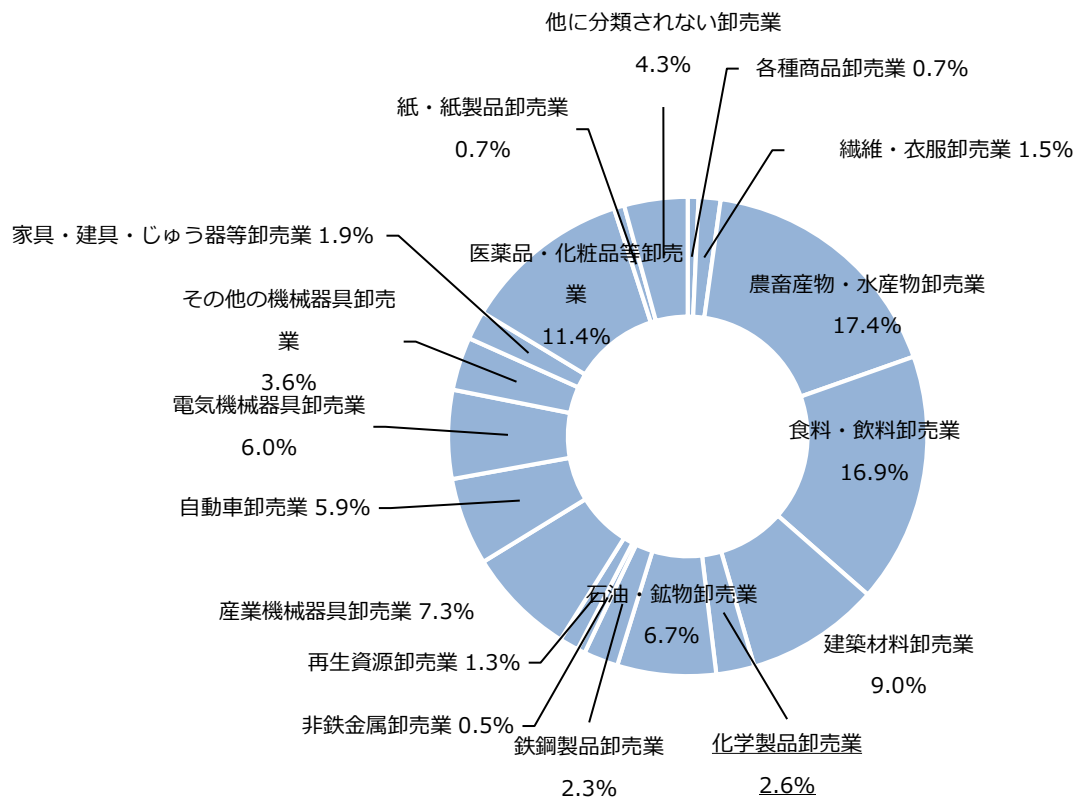 他に分類されない卸売業
4.3%
各種商品卸売業 0.7%
紙・紙製品卸売業
0.7%
繊維・衣服卸売業 1.5%
家具・建具・じゅう器等卸売業 1.9%
医薬品・化粧品等卸売
業
11.4%
農畜産物・水産物卸売業
17.4%
その他の機械器具卸売
業
3.6%
電気機械器具卸売業
6.0%
食料・飲料卸売業
16.9%
自動車卸売業 5.9%
産業機械器具卸売業 7.3%
石油・鉱物卸売業
6.7%
建築材料卸売業
9.0%
再生資源卸売業 1.3%
非鉄金属卸売業 0.5%
鉄鋼製品卸売業
2.3%
化学製品卸売業
2.6%